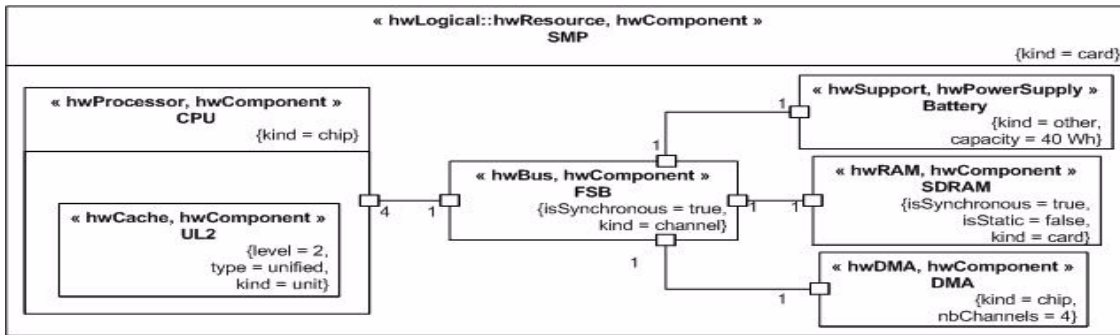 « hwLogical::hwResource, hwComponent »
SMP
{kind = card}
« hwProcessor, hwComponent »
CPU
{kind = chip}
« hwCache, hwComponent »
UL2
{level = 2,
type = unified,
kind = unit}
4
1
« hwBus, hwComponent »
FSB
{isSynchronous = true,
kind = channel}
1
1
1
1
1
1
« hwSupport, hwPowerSupply »
Battery
{kind = other,
capacity = 40 Wh}
« hwRAM, hwComponent »
SDRAM
{isSynchronous = true,
isStatic = false,
kind = card}
« hwDMA, hwComponent »
DMA
{kind = chip,
nbChannels = 4}